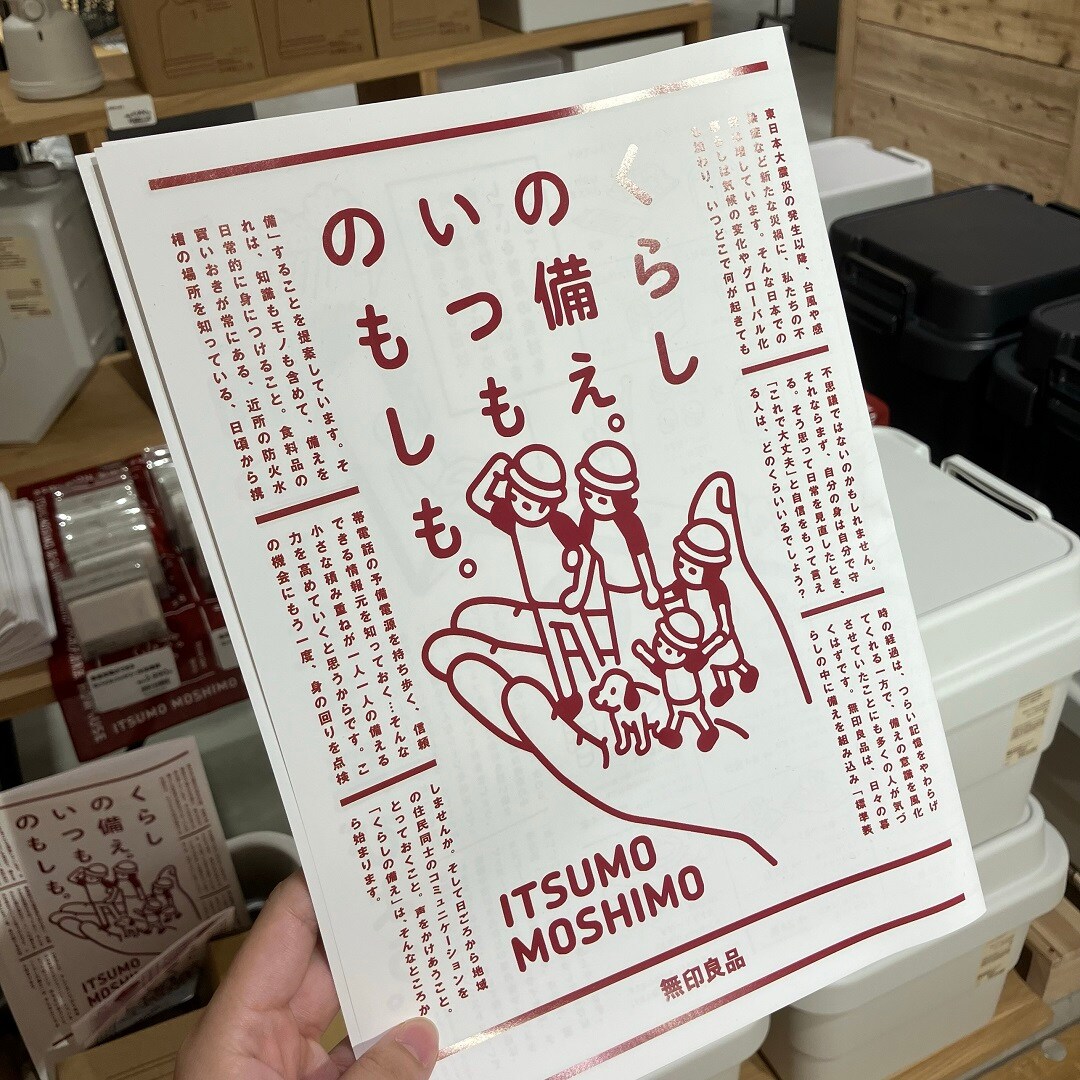 くらし
の備え。
いつも
のもしも。
東日本大震災の発生以降、台風や感
染症など新たな災禍に、私たちの不
安は増しています。そんな日本での
暮らしは気候の変化やグローバル化
も加わり、いつどこで何が起きても
不思議ではないのかもしれません。
それならまず、自分の身は自分で守
る。そう思って日常を見直したとき、
「これで大丈夫」と自信をもって言え
る人は、どのくらいいるでしょう？
時の経過は、つらい記憶をやわらげ
てくれる一方で、備えの意識を風化
させていたことにも多くの人が気づ
くはずです。無印良品は、日々の暮
らしの中に備えを組み込み「標準装
備」することを提案しています。そ
れは、知識もモノも含めて、備えを
日常的に身につけること。食料品の
買いおきが常にある、近所の防火水
槽の場所を知っている、日頃から携
帯電話の予備電源を持ち歩く、信頼
できる情報元を知っておく…そんな
小さな積み重ねが一人一人の備える
力を高めていくと思うからです。こ
の機会にもう一度、身の回りを点検
しませんか。そして日ごろから地域
の住民同士のコミュニケーションを
とっておくこと、声をかけあうこと。
「くらしの備え」は、そんなところか
ら始まります。
ITSUMO
MOSHIMO
無印良品
ITSUMO MOSHIMO
くらし
の備え。
いつも
のもしも。
ITSUMO